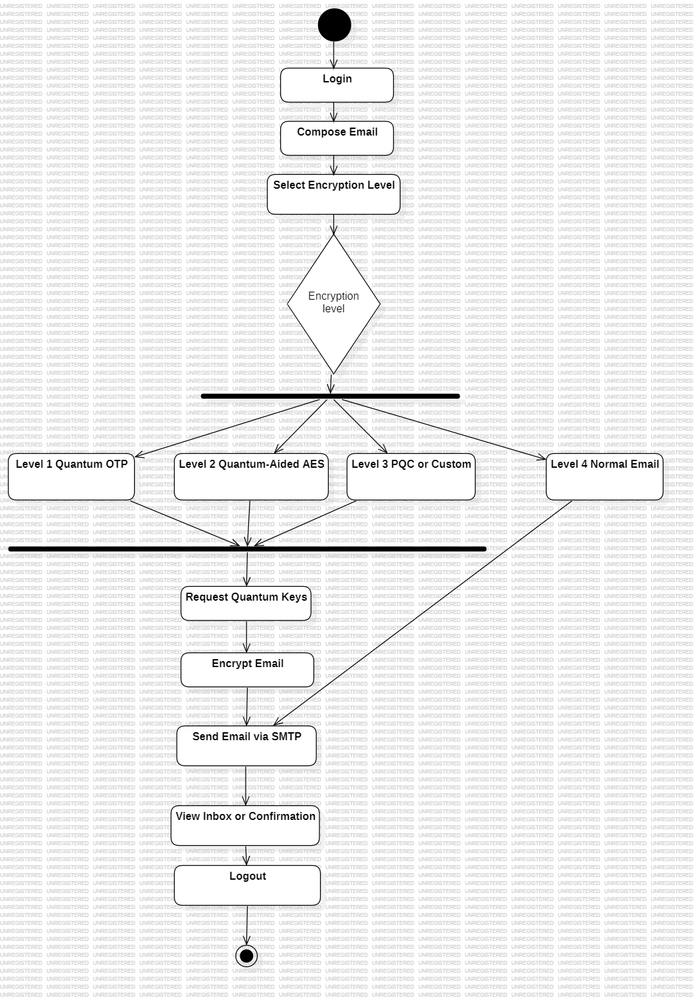 Login
Compose Email
Select Encryption Level
Encryption
level
Level 1 Quantum OTP
Level 2 Quantum-Aided AES
Level 3 PQC or Custom
Level 4 Normal Email
Request Quantum Keys
Encrypt Email
Send Email via SMTP
View Inbox or Confirmation
Logout
UNREGISTERED